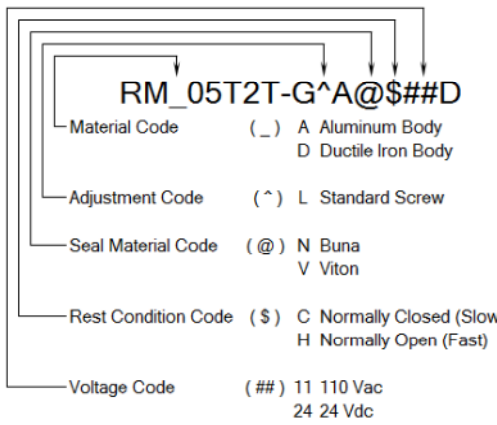 RM_05T2T-G^A@$##D
Material Code (_) A Aluminum Body
D Ductile Iron Body
Adjustment Code (^) L Standard Screw
Seal Material Code (@) N Buna
V Viton
Rest Condition Code ($) C Normally Closed (Slow
H Normally Open (Fast)
Voltage Code (##) 11 110 Vac
24 24 Vdc